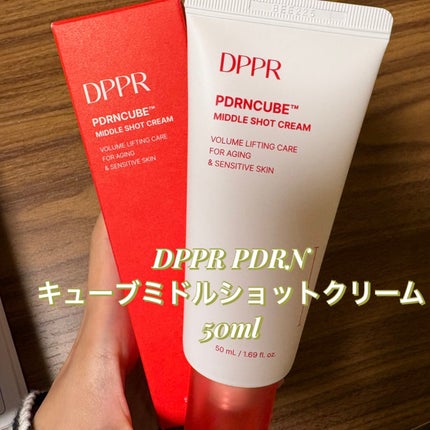 DPPR
PDRNCUBE™
MIDDLE SHOT CREAM
VOLUME LIFTING CARE
FOR AGING
& SENSITIVE SKIN
DPPR
PDRNCUBE™
MIDDLE SHOT CREAM
VOLUME LIFTING CARE
FOR AGING
& SENSITIVE SKIN
DPPR PDRN
キューブミドルショットクリーム
50ml
50 mL / 1.69 fl. oz.